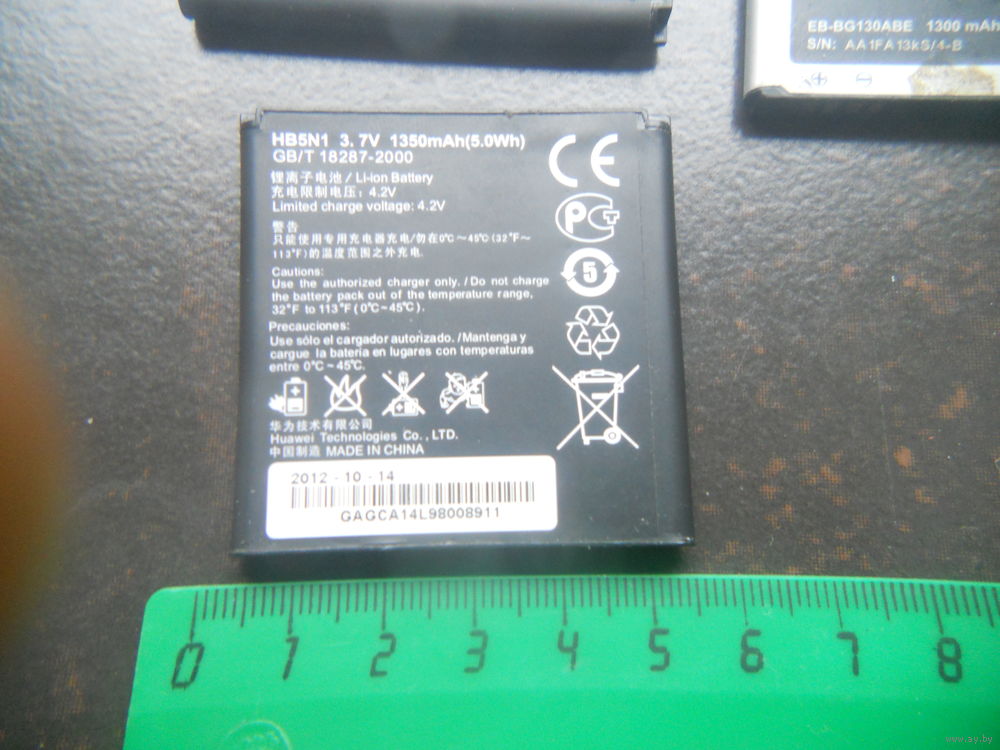 EB-BG130ABE 1300 mAh
S/N: AA1FA13kS/4-B
HB5N1 3.7V 1350mAh(5.0Wh)
GB/T 18287-2000
锂离子电池 / Li-ion Battery
充电限制电压: 4.2V
Limited charge voltage: 4.2V
警告
只能使用专用充电器充电/勿在0℃～45℃(32°F～
113°F)的温度范围之外充电.
Cautions:
Use the authorized charger only. / Do not charge
the battery pack out of the temperature range,
32°F to 113°F (0℃~45℃).
Precauciones:
Use sólo el cargador autorizado. /Mantenga y
cargue la batería en lugares con temperaturas
entre 0℃~45℃.
华为技术有限公司
Huawei Technologies Co., LTD.
中国制造 MADE IN CHINA
CE
PCT
5
2012 - 10 - 14
GAGCA14L98008911
0 1 2 3 4 5 6 7 8
www.ay.by